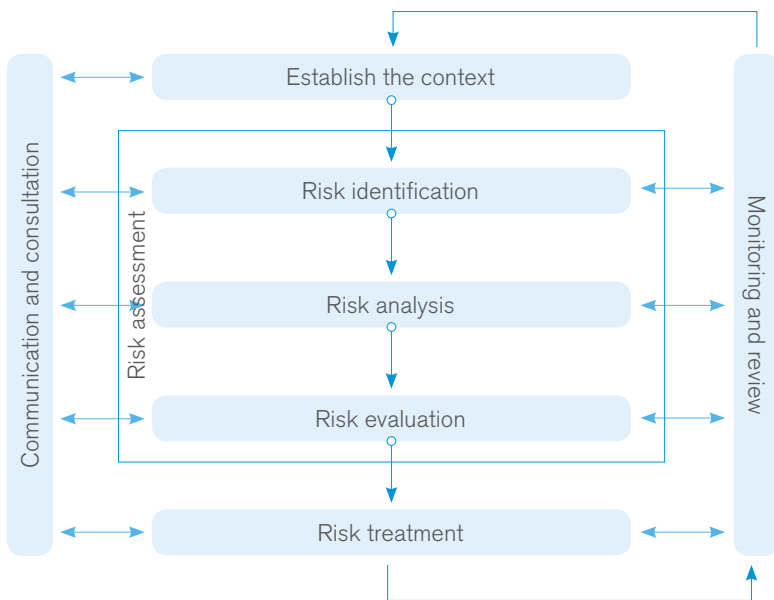 Establish the context
Communication and consultation
Risk assessment
Risk identification
Risk analysis
Risk evaluation
Risk treatment
Monitoring and review